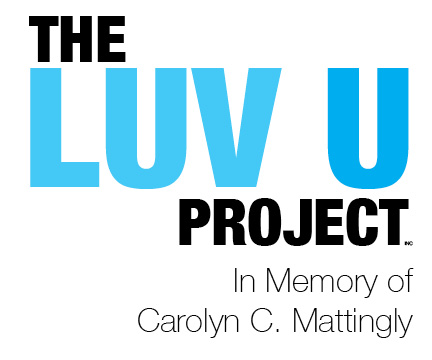 THE
LUV U
PROJECT INC
In Memory of
Carolyn C. Mattingly